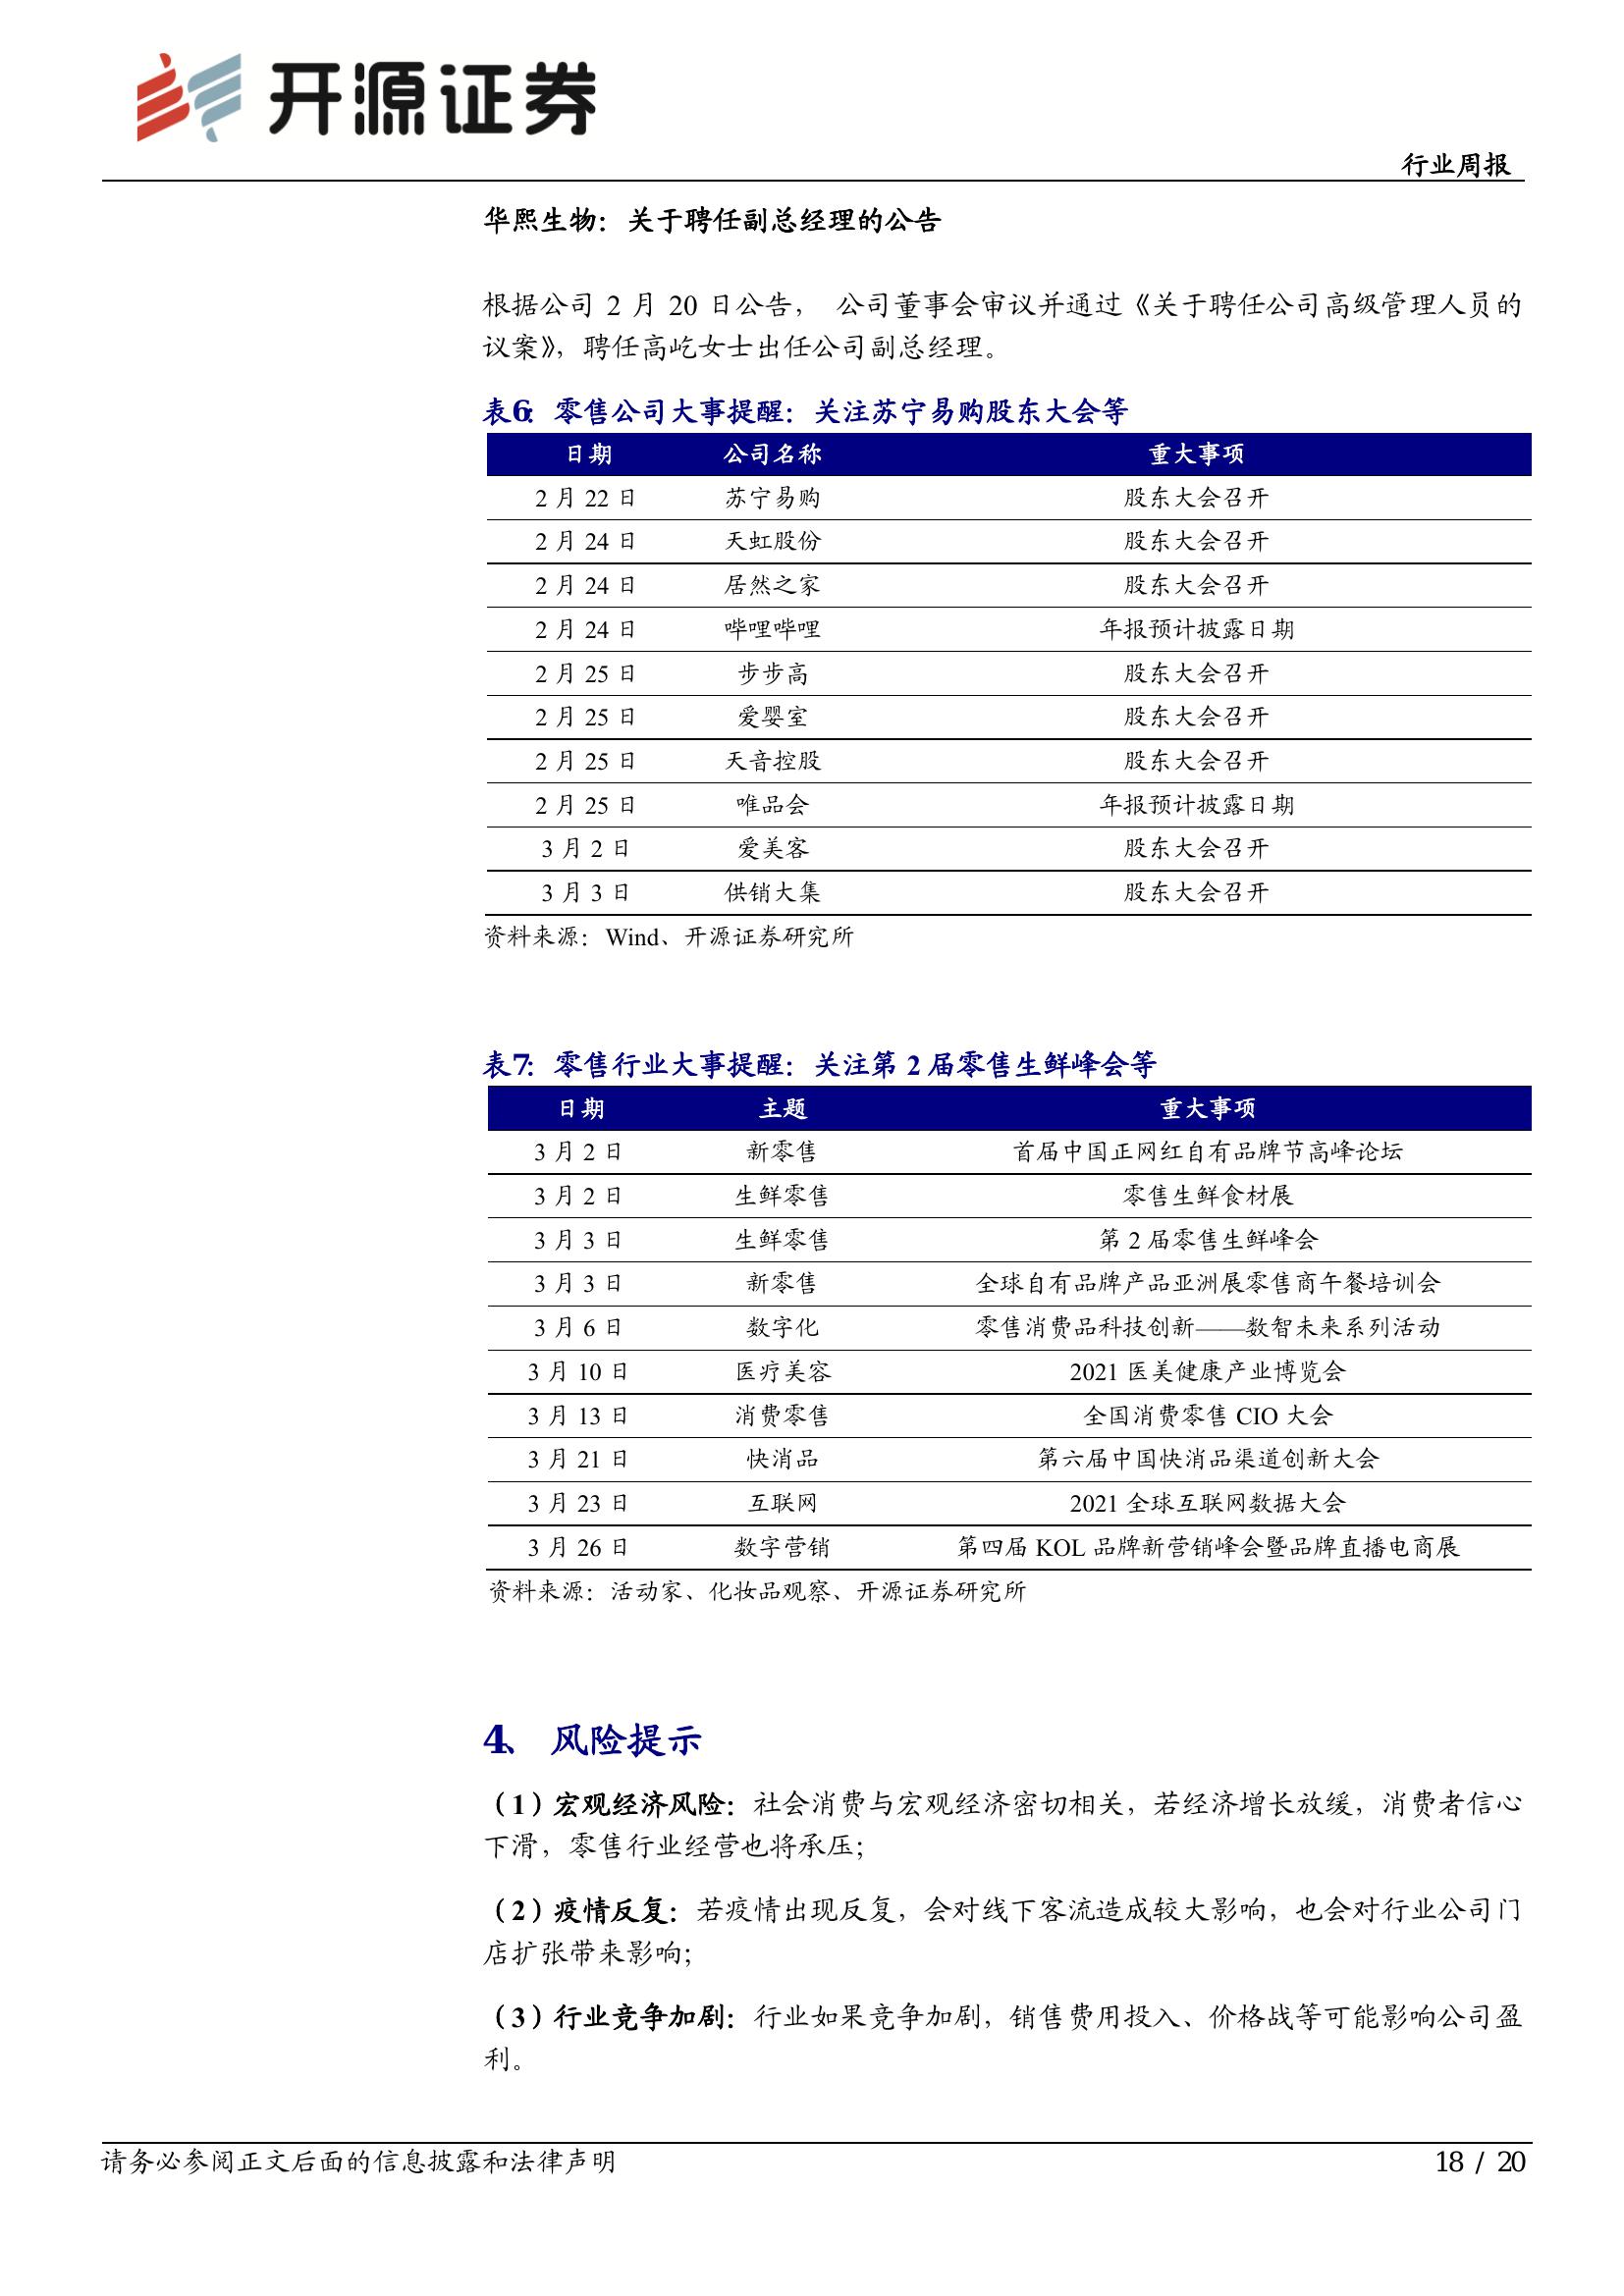 开源证券
行业周报
华熙生物：关于聘任副总经理的公告
根据公司 2 月 20 日公告， 公司董事会审议并通过《关于聘任公司高级管理人员的
议案》，聘任高屹女士出任公司副总经理。
表6： 零售公司大事提醒：关注苏宁易购股东大会等
日期 公司名称 重大事项
2 月 22 日 苏宁易购 股东大会召开
2 月 24 日 天虹股份 股东大会召开
2 月 24 日 居然之家 股东大会召开
2 月 24 日 哔哩哔哩 年报预计披露日期
2 月 25 日 步步高 股东大会召开
2 月 25 日 爱婴室 股东大会召开
2 月 25 日 天音控股 股东大会召开
2 月 25 日 唯品会 年报预计披露日期
3 月 2 日 爱美客 股东大会召开
3 月 3 日 供销大集 股东大会召开
资料来源：Wind、开源证券研究所
表7： 零售行业大事提醒：关注第 2 届零售生鲜峰会等
日期 主题 重大事项
3 月 2 日 新零售 首届中国正网红自有品牌节高峰论坛
3 月 2 日 生鲜零售 零售生鲜食材展
3 月 3 日 生鲜零售 第 2 届零售生鲜峰会
3 月 3 日 新零售 全球自有品牌产品亚洲展零售商午餐培训会
3 月 6 日 数字化 零售消费品科技创新——数智未来系列活动
3 月 10 日 医疗美容 2021 医美健康产业博览会
3 月 13 日 消费零售 全国消费零售 CIO 大会
3 月 21 日 快消品 第六届中国快消品渠道创新大会
3 月 23 日 互联网 2021 全球互联网数据大会
3 月 26 日 数字营销 第四届 KOL 品牌新营销峰会暨品牌直播电商展
资料来源：活动家、化妆品观察、开源证券研究所
4、 风险提示
（1）宏观经济风险：社会消费与宏观经济密切相关，若经济增长放缓，消费者信心
下滑，零售行业经营也将承压；
（2）疫情反复：若疫情出现反复，会对线下客流造成较大影响，也会对行业公司门
店扩张带来影响；
（3）行业竞争加剧：行业如果竞争加剧，销售费用投入、价格战等可能影响公司盈
利。
请务必参阅正文后面的信息披露和法律声明 18 / 20